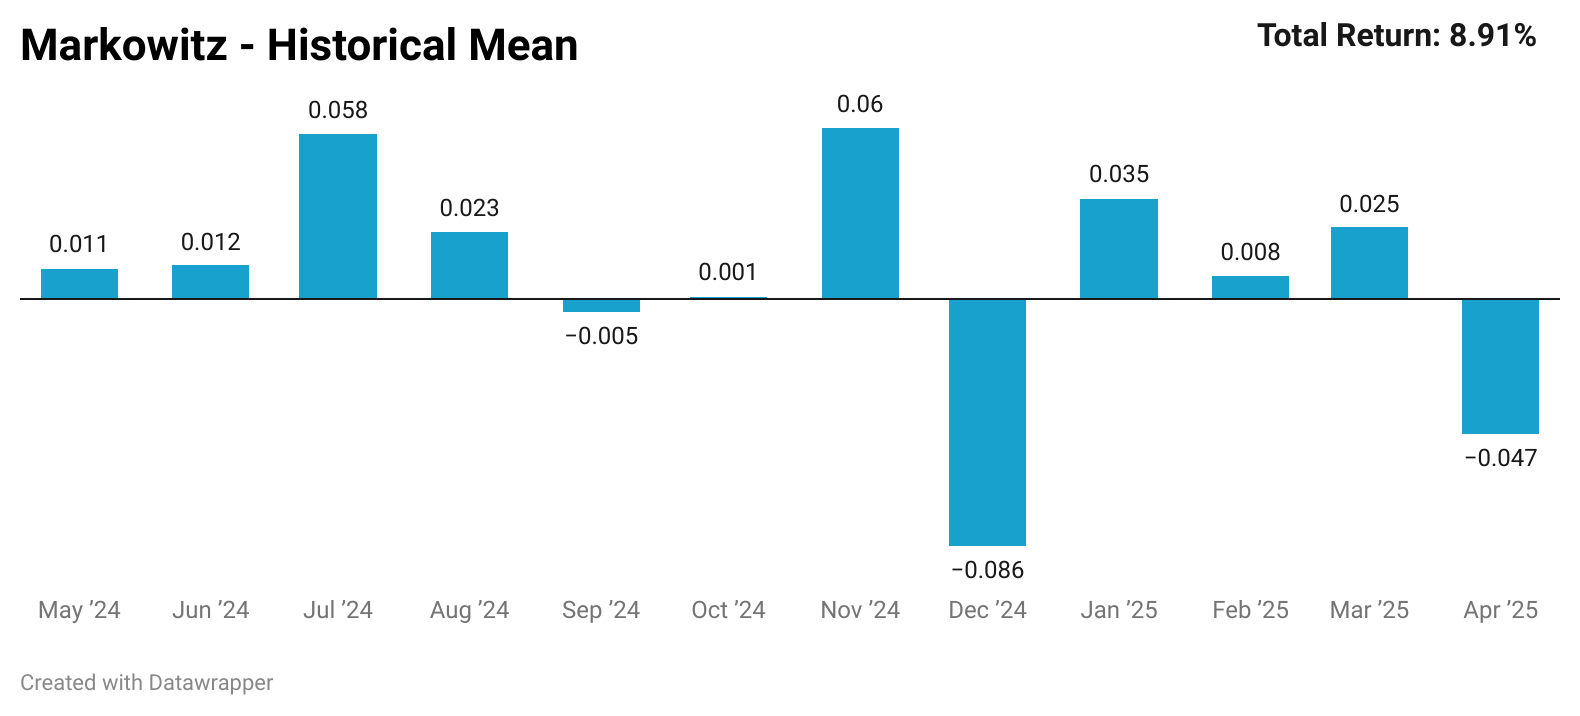 Markowitz - Historical Mean
Total Return: 8.91%
0.011
0.012
0.058
0.023
−0.005
0.001
0.06
−0.086
0.035
0.008
0.025
−0.047
May ’24
Jun ’24
Jul ’24
Aug ’24
Sep ’24
Oct ’24
Nov ’24
Dec ’24
Jan ’25
Feb ’25
Mar ’25
Apr ’25
Created with Datawrapper